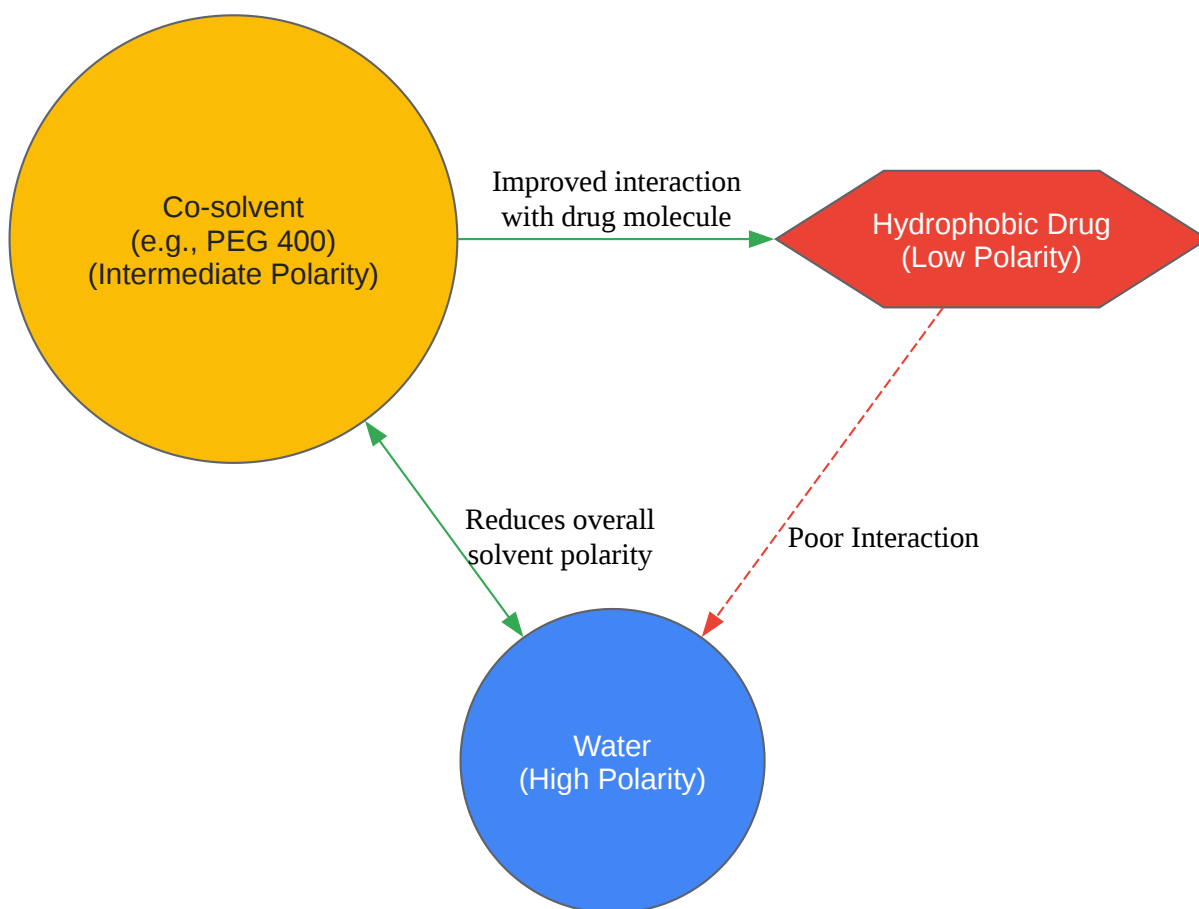 Co-solvent
(e.g., PEG 400)
(Intermediate Polarity)
Improved interaction
with drug molecule
Hydrophobic Drug
(Low Polarity)
Reduces overall
solvent polarity
Poor Interaction
Water
(High Polarity)